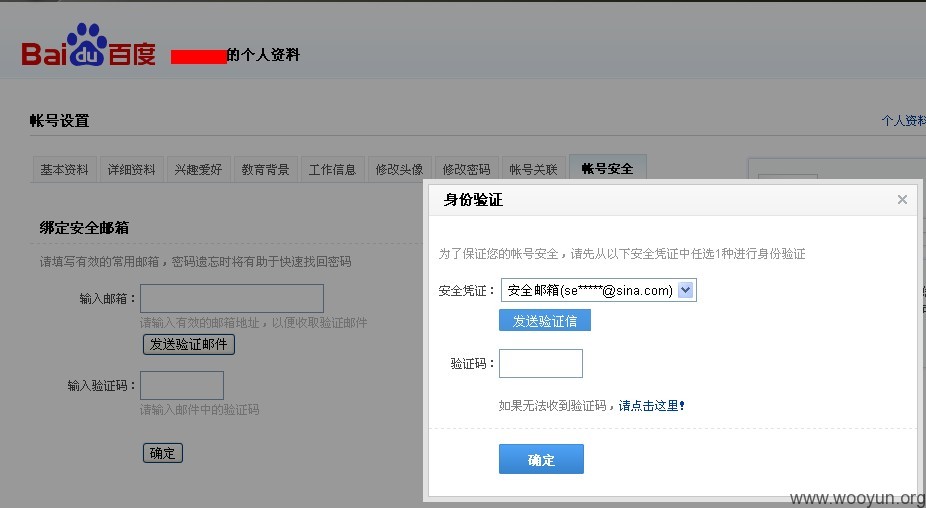 Bai du 百度
的个人资料
帐号设置
个人资料
基本资料 详细资料 兴趣爱好 教育背景 工作信息 修改头像 修改密码 帐号关联 帐号安全
绑定安全邮箱
请填写有效的常用邮箱，密码遗忘时将有助于快速找回密码
输入邮箱：
请输入有效的邮箱地址，以便收取验证邮件
发送验证邮件
输入验证码：
请输入邮件中的验证码
确定
身份验证
为了保证您的帐号安全，请先从以下安全凭证中任选1种进行身份验证
安全凭证： 安全邮箱(se*****@sina.com)
发送验证信
验证码：
如果无法收到验证码，请点击这里!
确定
www.wooyun.org